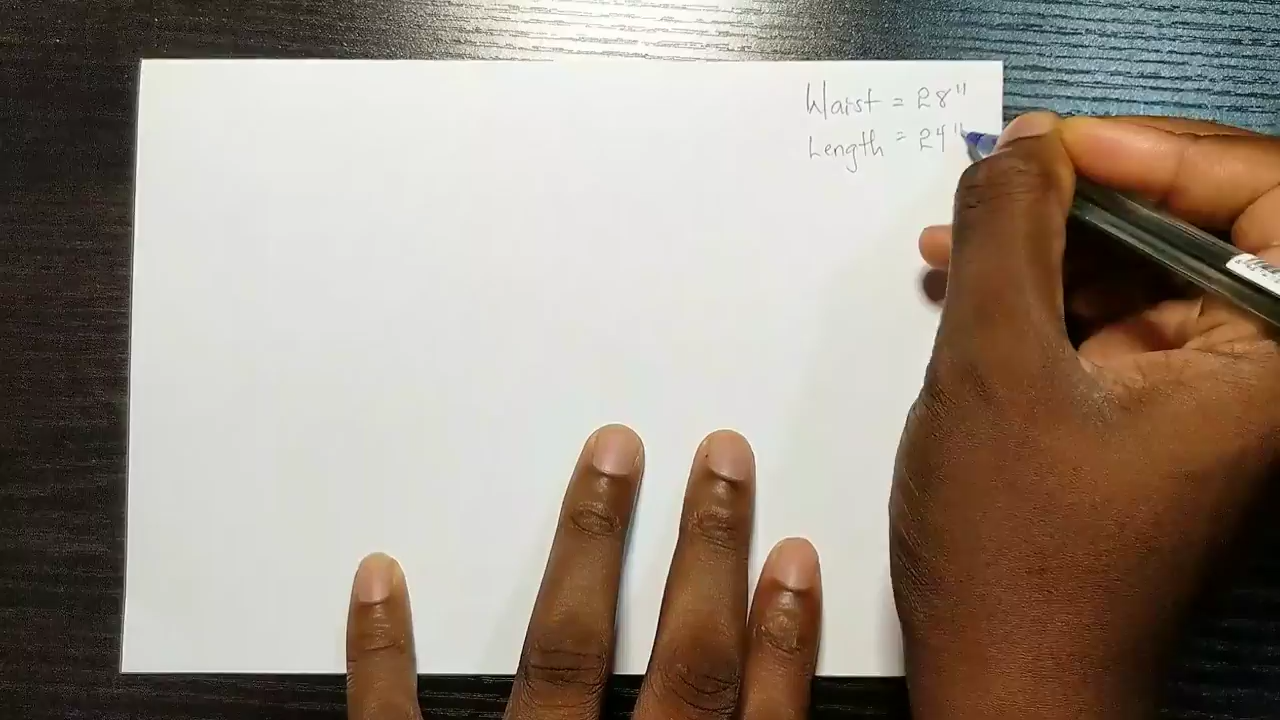 Waist = 28"
Length = 24"